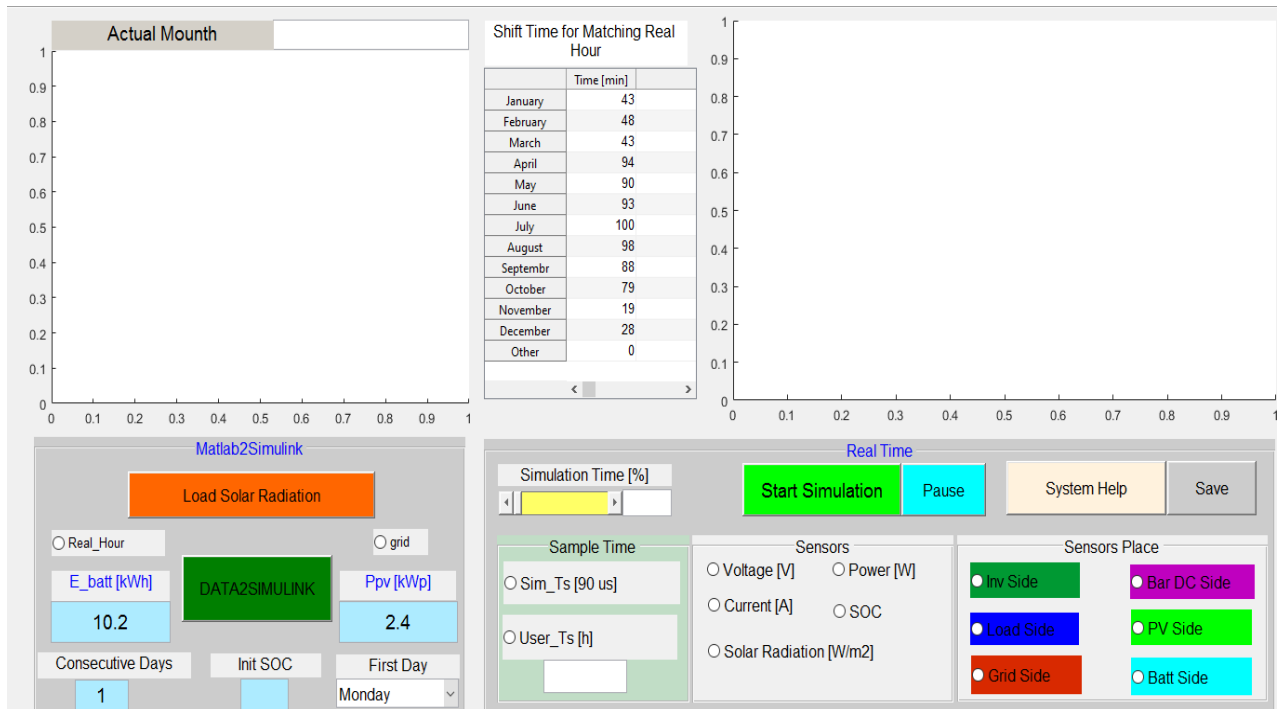 Actual Mounth
1
0.9
0.8
0.7
0.6
0.5
0.4
0.3
0.2
0.1
0
0 0.1 0.2 0.3 0.4 0.5 0.6 0.7 0.8 0.9 1
Shift Time for Matching Real
Hour
Time [min]
January 43
February 48
March 43
April 94
May 90
June 93
July 100
August 98
Septembr 88
October 79
November 19
December 28
Other 0
1
0.9
0.8
0.7
0.6
0.5
0.4
0.3
0.2
0.1
0
0 0.1 0.2 0.3 0.4 0.5 0.6 0.7 0.8 0.9 1
Matlab2Simulink
Load Solar Radiation
Real_Hour
grid
E_batt [kWh]
DATA2SIMULINK
Ppv [kWp]
10.2
2.4
Consecutive Days
Init SOC
First Day
1
Monday
Real Time
Simulation Time [%]
Start Simulation
Pause
System Help
Save
Sample Time
Sim_Ts [90 us]
User_Ts [h]
Sensors
Voltage [V]
Power [W]
Current [A]
SOC
Solar Radiation [W/m2]
Sensors Place
Inv Side
Bar DC Side
Load Side
PV Side
Grid Side
Batt Side